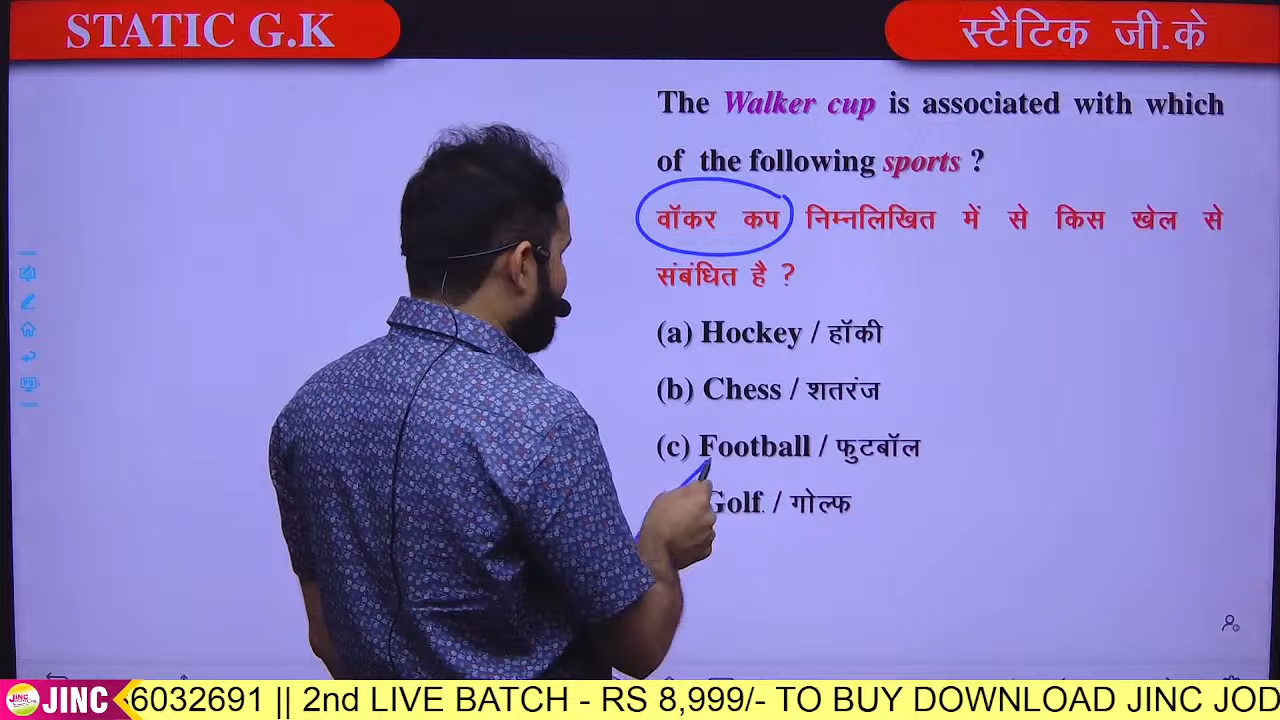 STATIC G.K
स्टैटिक जी.के
The Walker cup is associated with which
of the following sports ?
वॉकर कप निम्नलिखित में से किस खेल से
संबंधित है ?
(a) Hockey / हॉकी
(b) Chess / शतरंज
(c) Football / फुटबॉल
Golf / गोल्फ
JINC 6032691 || 2nd LIVE BATCH - RS 8,999/- TO BUY DOWNLOAD JINC JOD